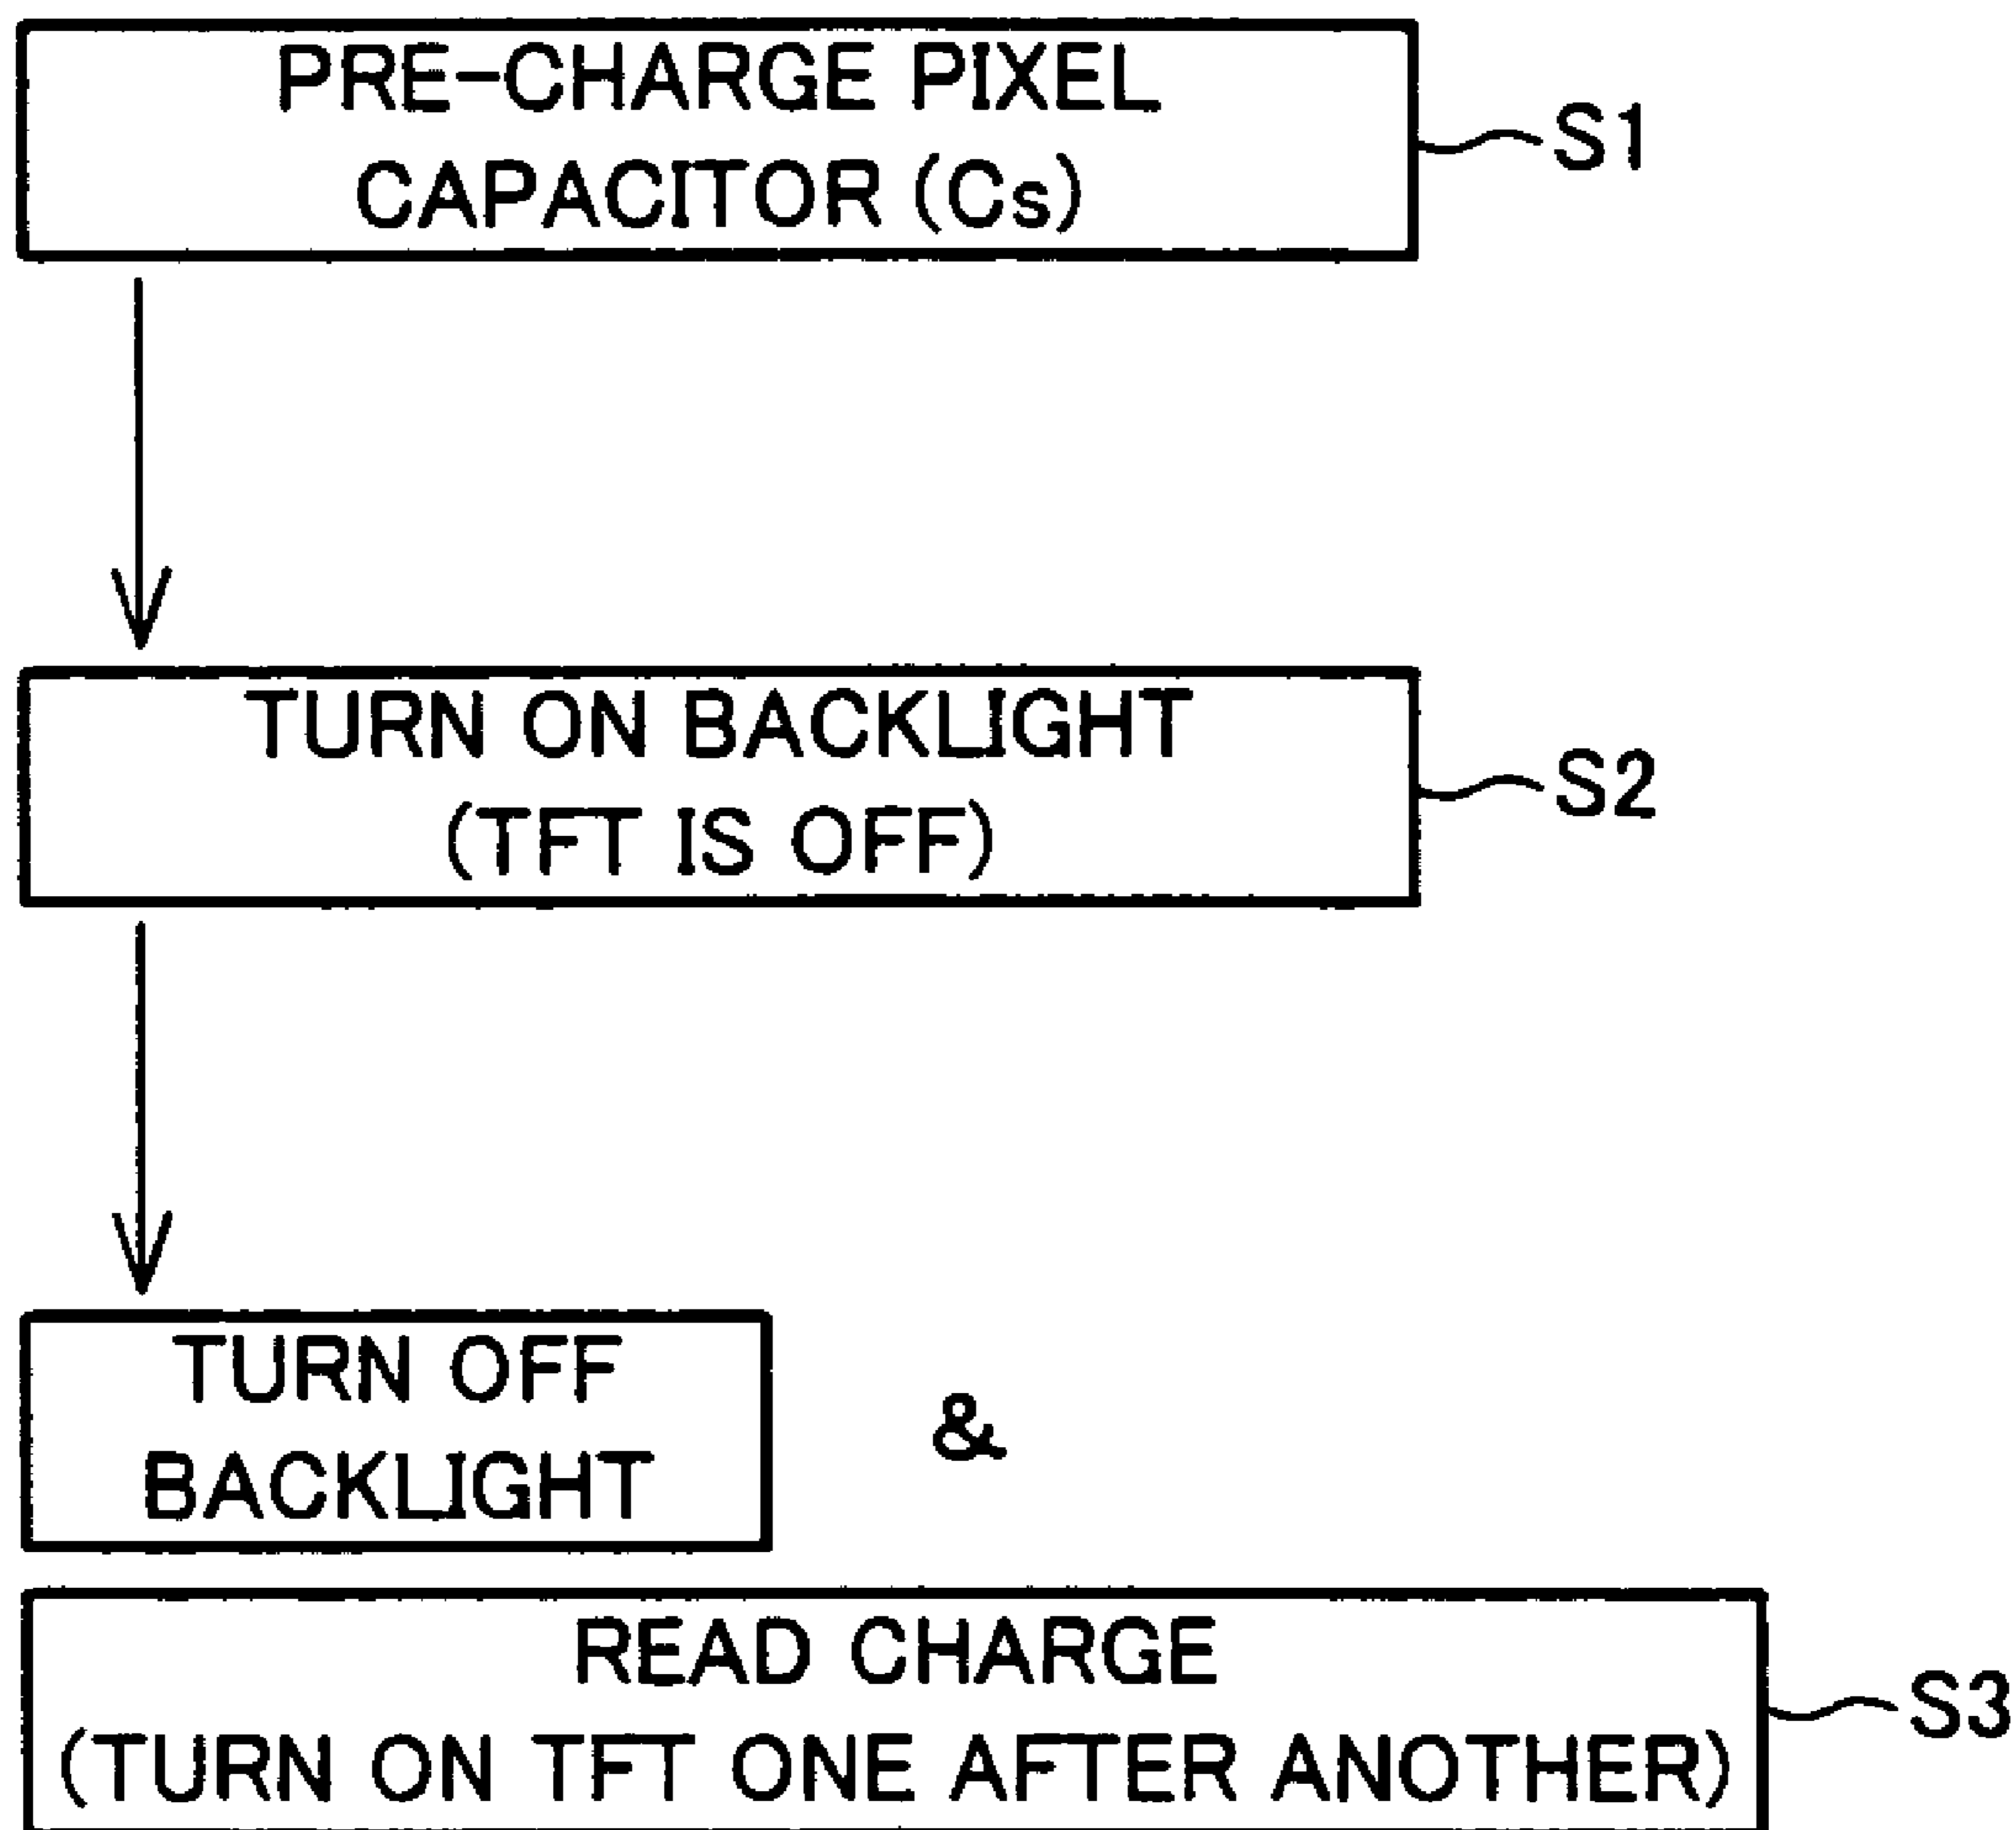 PRE-CHARGE PIXEL
CAPACITOR (Cs)
S1
TURN ON BACKLIGHT
(TFT IS OFF)
S2
TURN OFF
BACKLIGHT
&
READ CHARGE
(TURN ON TFT ONE AFTER ANOTHER)
S3